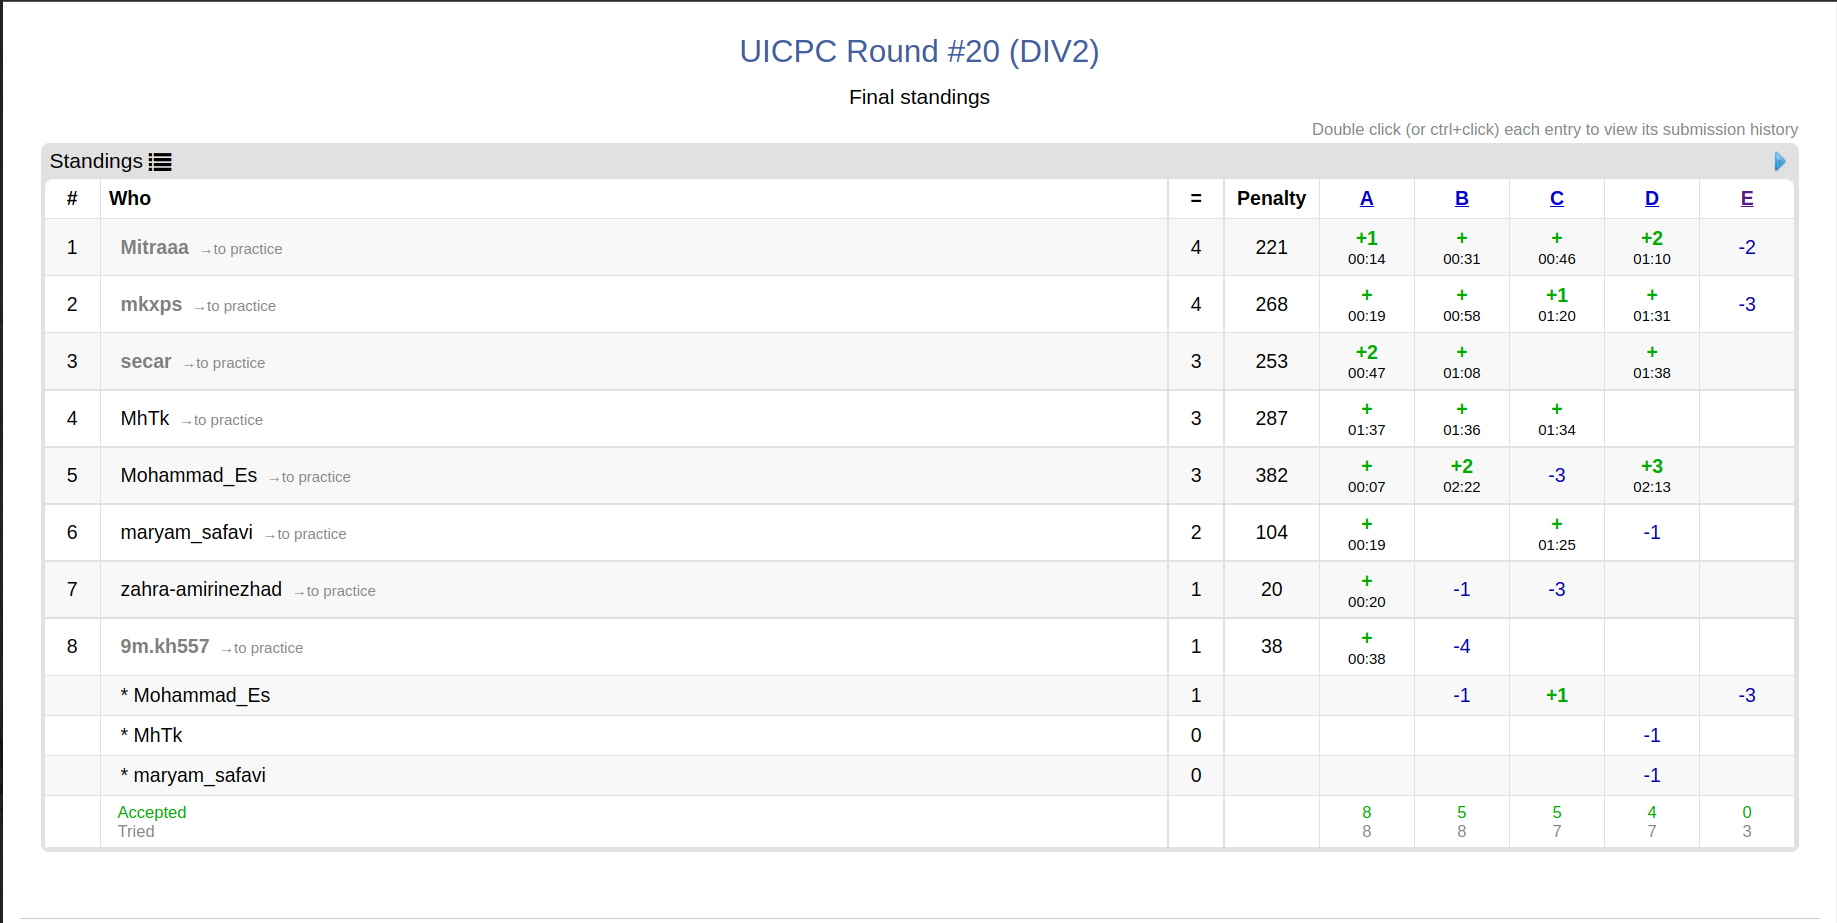 UICPC Round #20 (DIV2)
Final standings
Double click (or ctrl+click) each entry to view its submission history
Standings
# Who = Penalty A B C D E
1 Mitraaa →to practice 4 221 +1 00:14 + 00:31 + 00:46 +2 01:10 -2
2 mkxps →to practice 4 268 + 00:19 + 00:58 +1 01:20 + 01:31 -3
3 secar →to practice 3 253 +2 00:47 + 01:08 + 01:38
4 MhTk →to practice 3 287 + 01:37 + 01:36 + 01:34
5 Mohammad_Es →to practice 3 382 + 00:07 +2 02:22 -3 +3 02:13
6 maryam_safavi →to practice 2 104 + 00:19 + 01:25 -1
7 zahra-amirinezhad →to practice 1 20 + 00:20 -1 -3
8 9m.kh557 →to practice 1 38 + 00:38 -4
* Mohammad_Es 1 -1 +1 -3
* MhTk 0 -1
* maryam_safavi 0 -1
Accepted 8 5 5 4 0
Tried 8 8 7 7 3